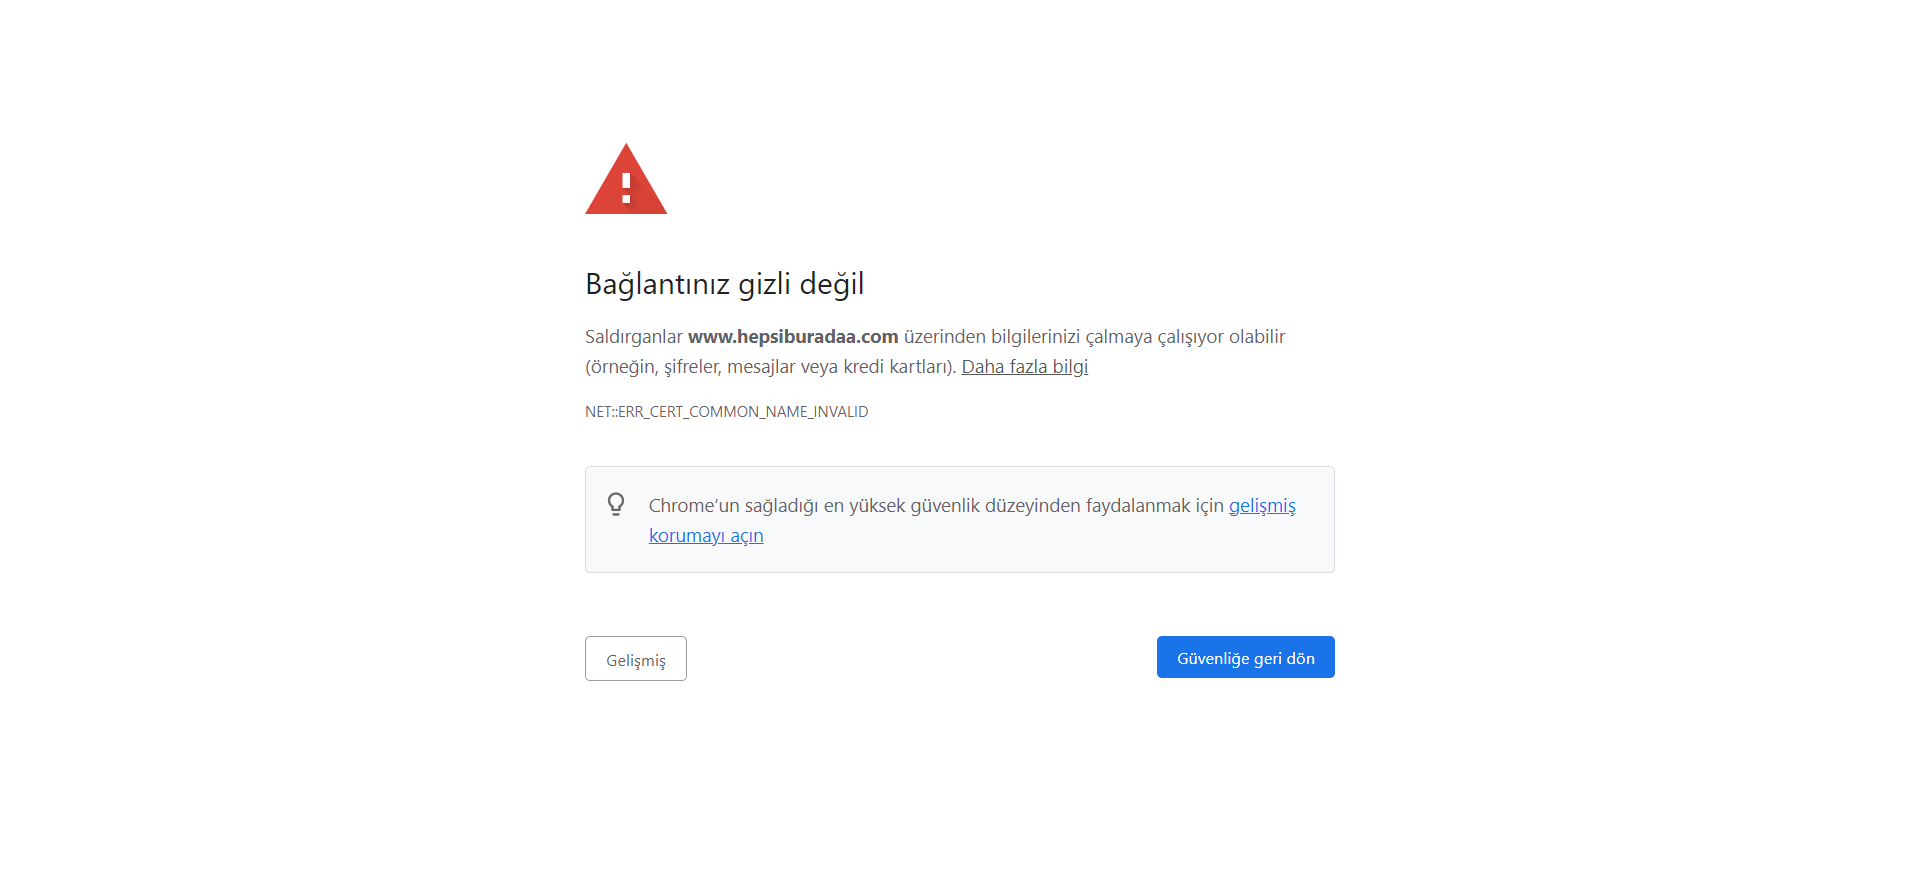 Bağlantınız gizli değil
Saldırganlar www.hepsiburadaa.com üzerinden bilgilerinizi çalmaya çalışıyor olabilir
(örneğin, şifreler, mesajlar veya kredi kartları). Daha fazla bilgi
NET::ERR_CERT_COMMON_NAME_INVALID
Chrome'un sağladığı en yüksek güvenlik düzeyinden faydalanmak için gelişmiş
korumayı açın
Gelişmiş
Güvenliğe geri dön